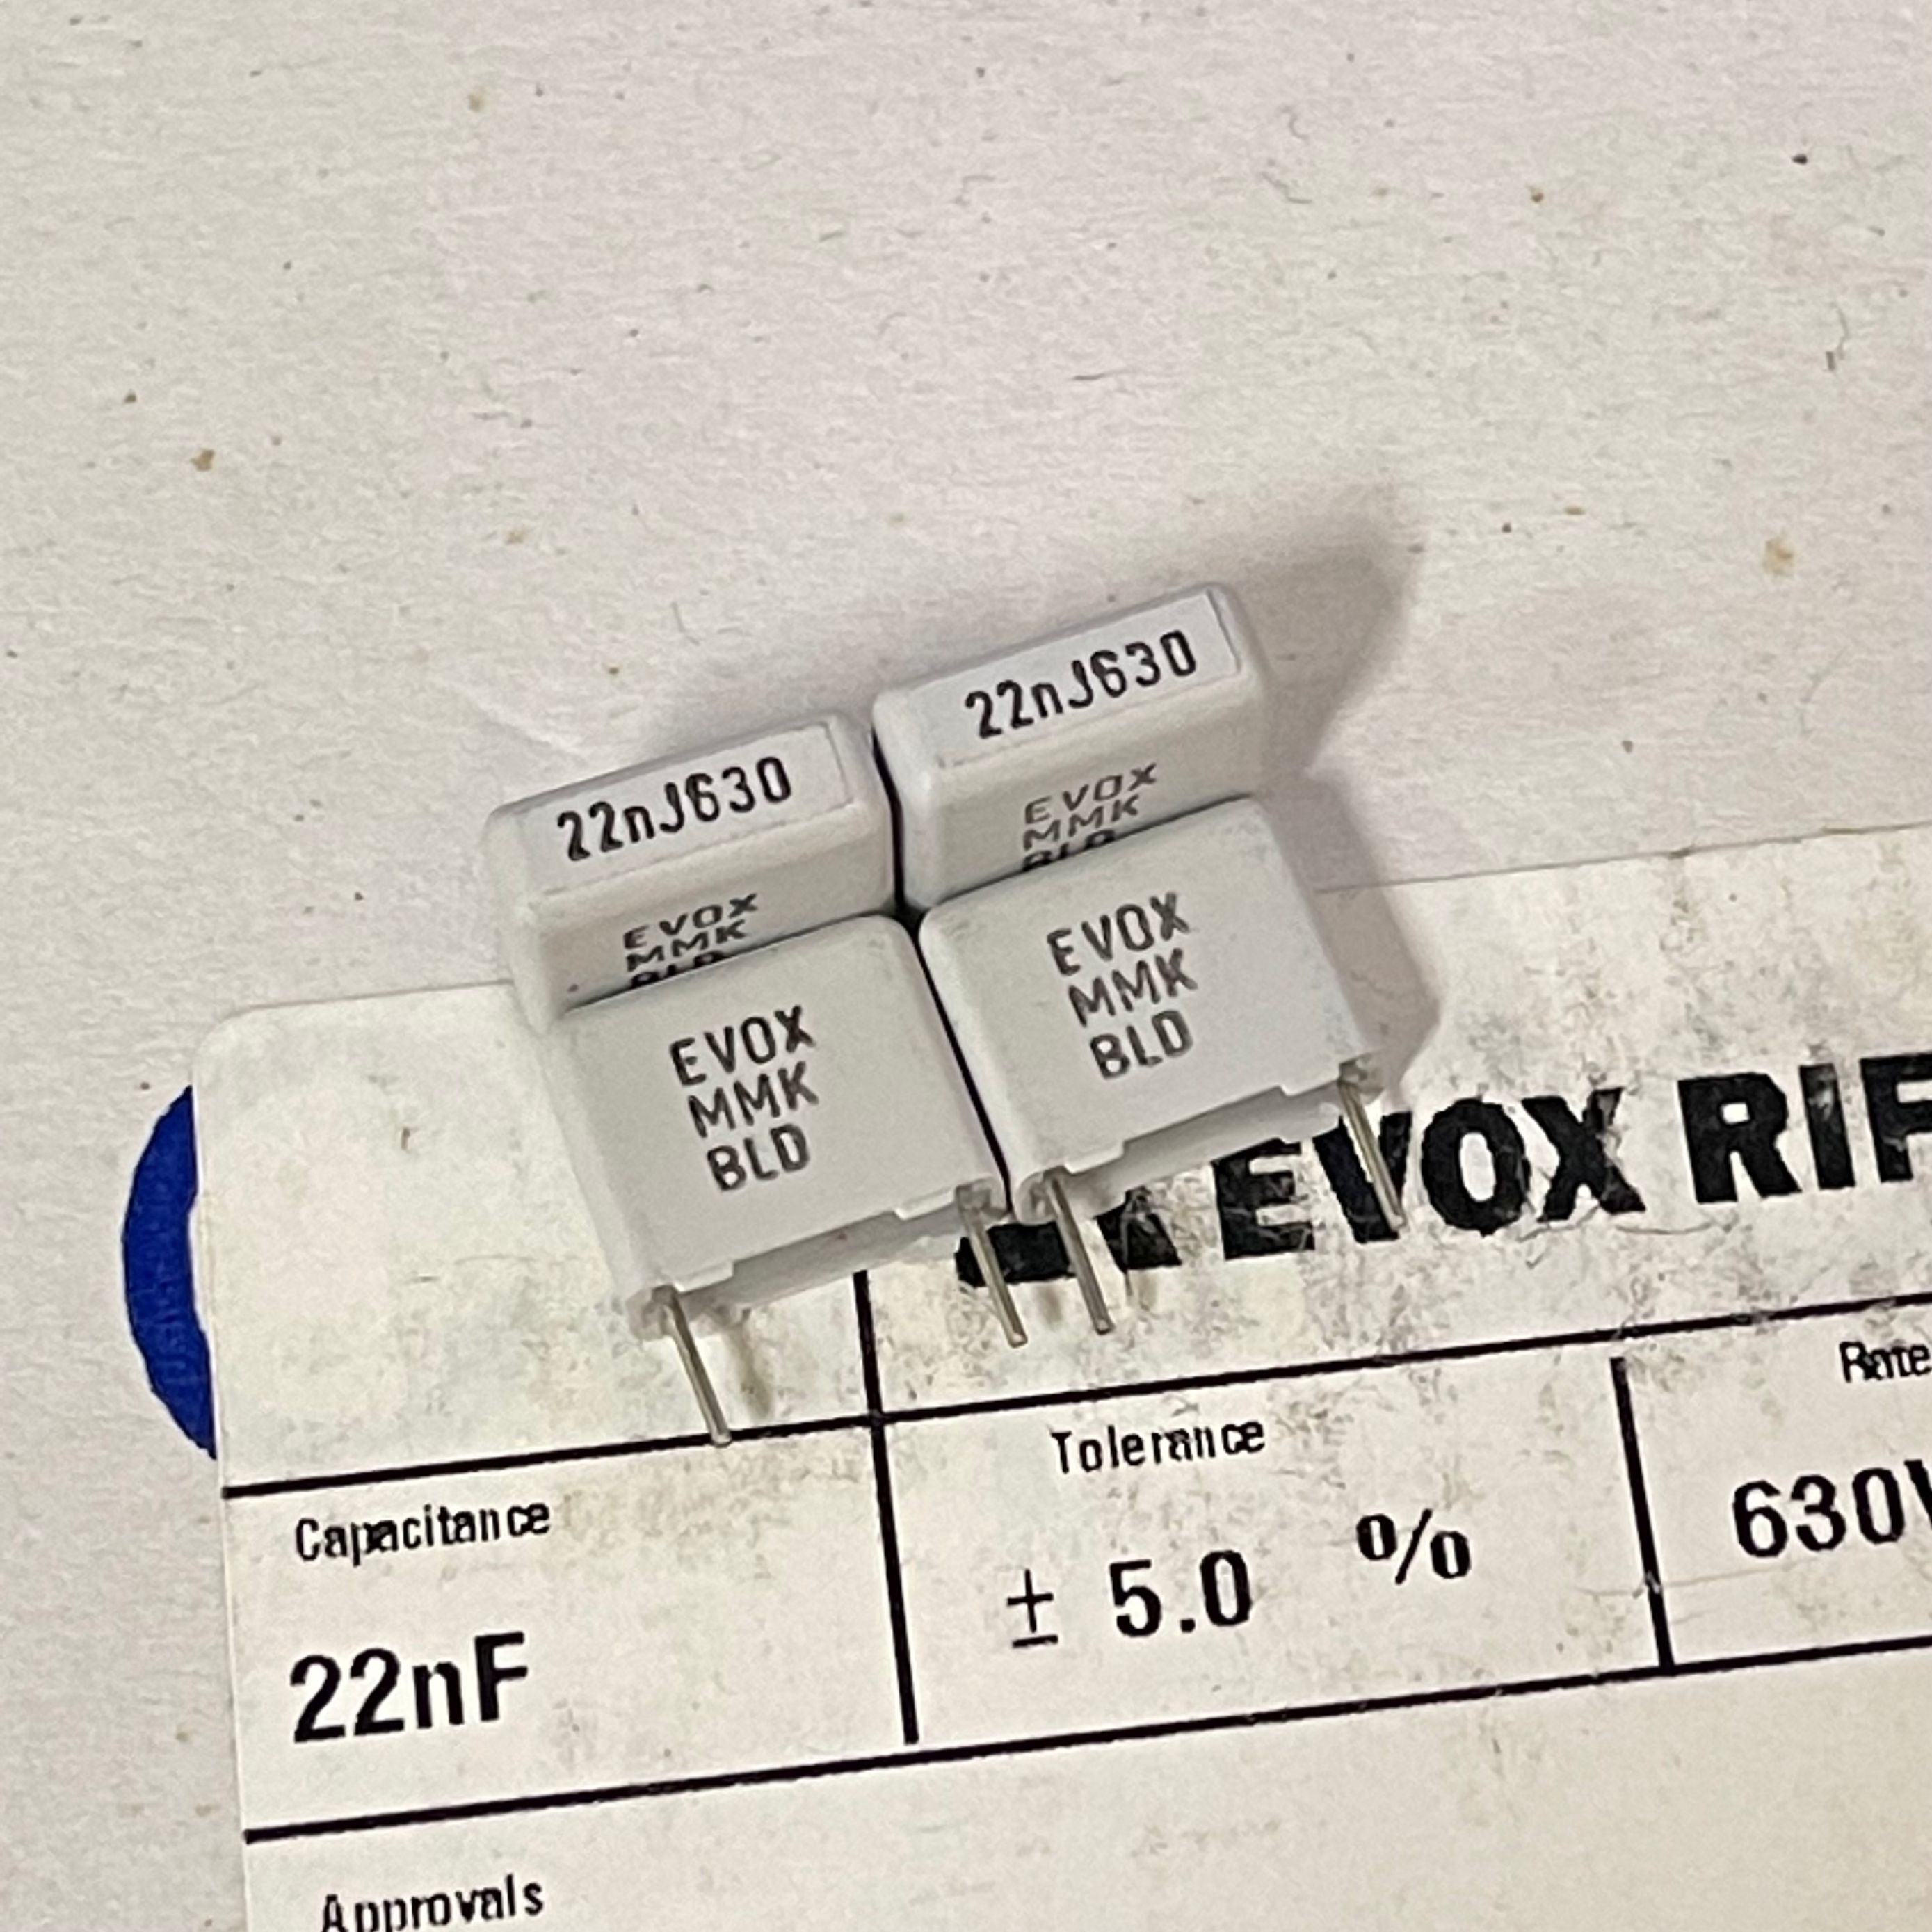 22nJ630
EVOX
MMK
22nJ630
EVOX
MMK
BLD
EVOX
MMK
BLD
EVOX
MMK
BLD
EVOX RIF
Capacitance
22nF
Tolerance
± 5.0 %
Rate
630V
Approvals